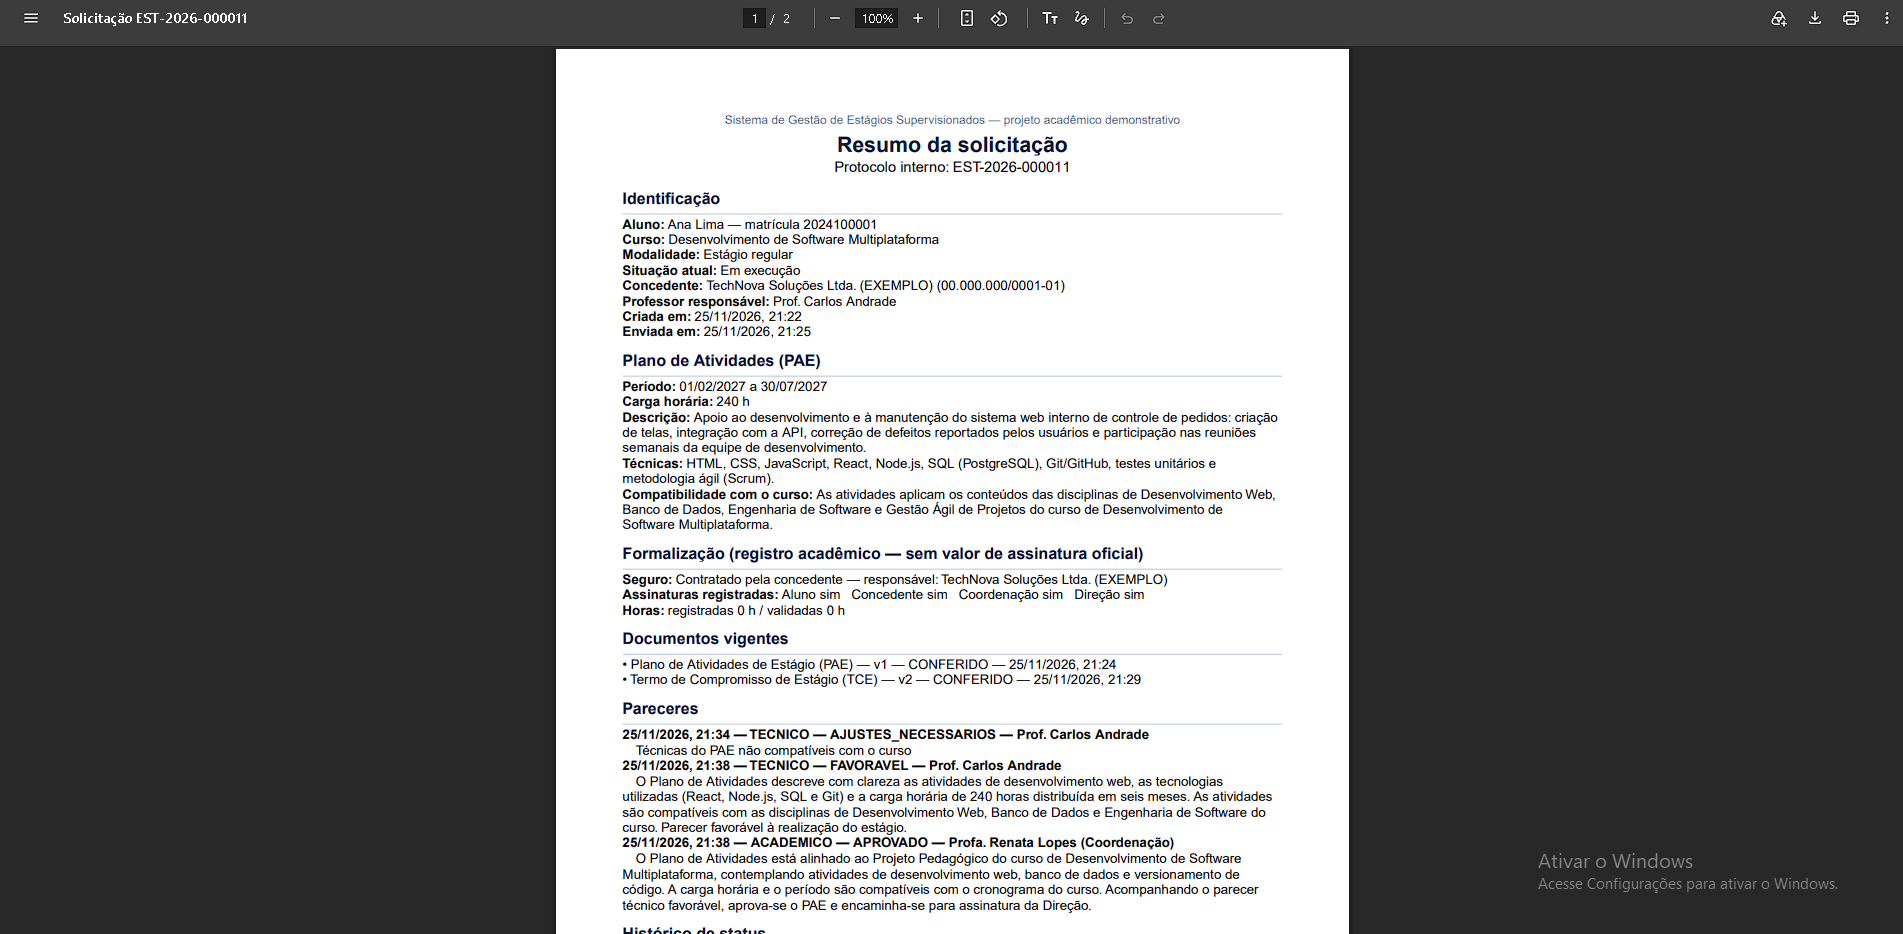 Solicitação EST-2026-000011
1 / 2
100%
Sistema de Gestão de Estágios Supervisionados — projeto acadêmico demonstrativo
Resumo da solicitação
Protocolo interno: EST-2026-000011
Identificação
Aluno: Ana Lima — matrícula 2024100001
Curso: Desenvolvimento de Software Multiplataforma
Modalidade: Estágio regular
Situação atual: Em execução
Concedente: TechNova Soluções Ltda. (EXEMPLO) (00.000.000/0001-01)
Professor responsável: Prof. Carlos Andrade
Criada em: 25/11/2026, 21:22
Enviada em: 25/11/2026, 21:25
Plano de Atividades (PAE)
Período: 01/02/2027 a 30/07/2027
Carga horária: 240 h
Descrição: Apoio ao desenvolvimento e à manutenção do sistema web interno de controle de pedidos: criação
de telas, integração com a API, correção de defeitos reportados pelos usuários e participação nas reuniões
semanais da equipe de desenvolvimento.
Técnicas: HTML, CSS, JavaScript, React, Node.js, SQL (PostgreSQL), Git/GitHub, testes unitários e
metodologia ágil (Scrum).
Compatibilidade com o curso: As atividades aplicam os conteúdos das disciplinas de Desenvolvimento Web,
Banco de Dados, Engenharia de Software e Gestão Ágil de Projetos do curso de Desenvolvimento de
Software Multiplataforma.
Formalização (registro acadêmico — sem valor de assinatura oficial)
Seguro: Contratado pela concedente — responsável: TechNova Soluções Ltda. (EXEMPLO)
Assinaturas registradas: Aluno sim Concedente sim Coordenação sim Direção sim
Horas: registradas 0 h / validadas 0 h
Documentos vigentes
• Plano de Atividades de Estágio (PAE) — v1 — CONFERIDO — 25/11/2026, 21:24
• Termo de Compromisso de Estágio (TCE) — v2 — CONFERIDO — 25/11/2026, 21:29
Pareceres
25/11/2026, 21:34 — TECNICO — AJUSTES_NECESSARIOS — Prof. Carlos Andrade
Técnicas do PAE não compatíveis com o curso
25/11/2026, 21:38 — TECNICO — FAVORAVEL — Prof. Carlos Andrade
O Plano de Atividades descreve com clareza as atividades de desenvolvimento web, as tecnologias
utilizadas (React, Node.js, SQL e Git) e a carga horária de 240 horas distribuída em seis meses. As atividades
são compatíveis com as disciplinas de Desenvolvimento Web, Banco de Dados e Engenharia de Software do
curso. Parecer favorável à realização do estágio.
25/11/2026, 21:38 — ACADEMICO — APROVADO — Profa. Renata Lopes (Coordenação)
O Plano de Atividades está alinhado ao Projeto Pedagógico do curso de Desenvolvimento de Software
Multiplataforma, contemplando atividades de desenvolvimento web, banco de dados e versionamento de
código. A carga horária e o período são compatíveis com o cronograma do curso. Acompanhando o parecer
técnico favorável, aprova-se o PAE e encaminha-se para assinatura da Direção.
Histórico de status
Ativar o Windows
Acesse Configurações para ativar o Windows.